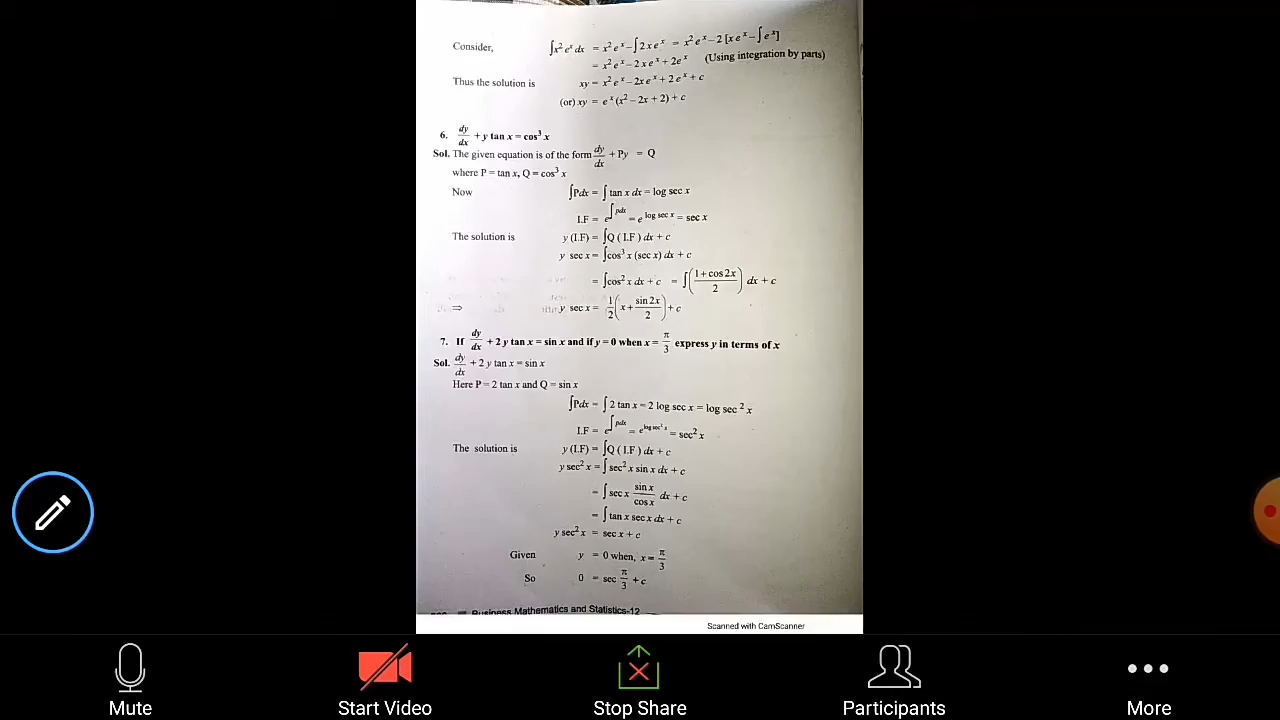 Consider, ∫x² eˣ dx = x² eˣ – ∫2x eˣ = x² eˣ – 2 [x eˣ – ∫eˣ]
= x² eˣ – 2x eˣ + 2eˣ (Using integration by parts)
Thus the solution is xy = x² eˣ – 2x eˣ + 2 eˣ + c
(or) xy = eˣ (x² – 2x + 2) + c
6. dy/dx + y tan x = cos³ x
Sol. The given equation is of the form dy/dx + Py = Q
where P = tan x, Q = cos³ x
Now ∫Pdx = ∫ tan x dx = log sec x
I.F = e^∫pdx = e^log sec x = sec x
The solution is y (I.F) = ∫Q ( I.F ) dx + c
y sec x = ∫cos³ x (sec x) dx + c
= ∫cos² x dx + c = ∫((1 + cos 2x)/2) dx + c
⇒ y sec x = 1/2 (x + sin 2x/2) + c
7. If dy/dx + 2 y tan x = sin x and if y = 0 when x = π/3 express y in terms of x
Sol. dy/dx + 2 y tan x = sin x
Here P = 2 tan x and Q = sin x
∫Pdx = ∫ 2 tan x = 2 log sec x = log sec ² x
I.F = e^∫pdx = e^log sec² x = sec² x
The solution is y (I.F) = ∫Q ( I.F ) dx + c
y sec² x = ∫ sec² x sin x dx + c
= ∫ sec x sin x/cos x dx + c
= ∫ tan x sec x dx + c
y sec² x = sec x + c
Given y = 0 when, x = π/3
So 0 = sec π/3 + c
Business Mathematics and Statistics-12
Scanned with CamScanner
Mute Start Video Stop Share Participants More